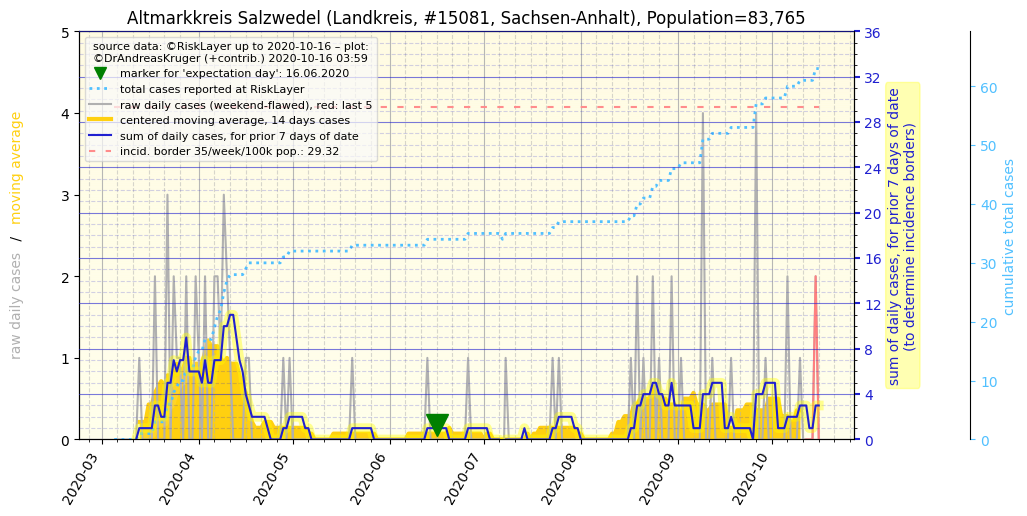 Altmarkkreis Salzwedel (Landkreis, #15081, Sachsen-Anhalt), Population=83,765
source data: ©RiskLayer up to 2020-10-16 – plot:
©DrAndreasKruger (+contrib.) 2020-10-16 03:59
marker for 'expectation day': 16.06.2020
total cases reported at RiskLayer
raw daily cases (weekend-flawed), red: last 5
centered moving average, 14 days cases
sum of daily cases, for prior 7 days of date
incid. border 35/week/100k pop.: 29.32
raw daily cases / moving average
5
4
3
2
1
0
2020-03
2020-04
2020-05
2020-06
2020-07
2020-08
2020-09
2020-10
36
32
28
24
20
16
12
8
4
0
sum of daily cases, for prior 7 days of date
(to determine incidence borders)
60
50
40
30
20
10
0
cumulative total cases